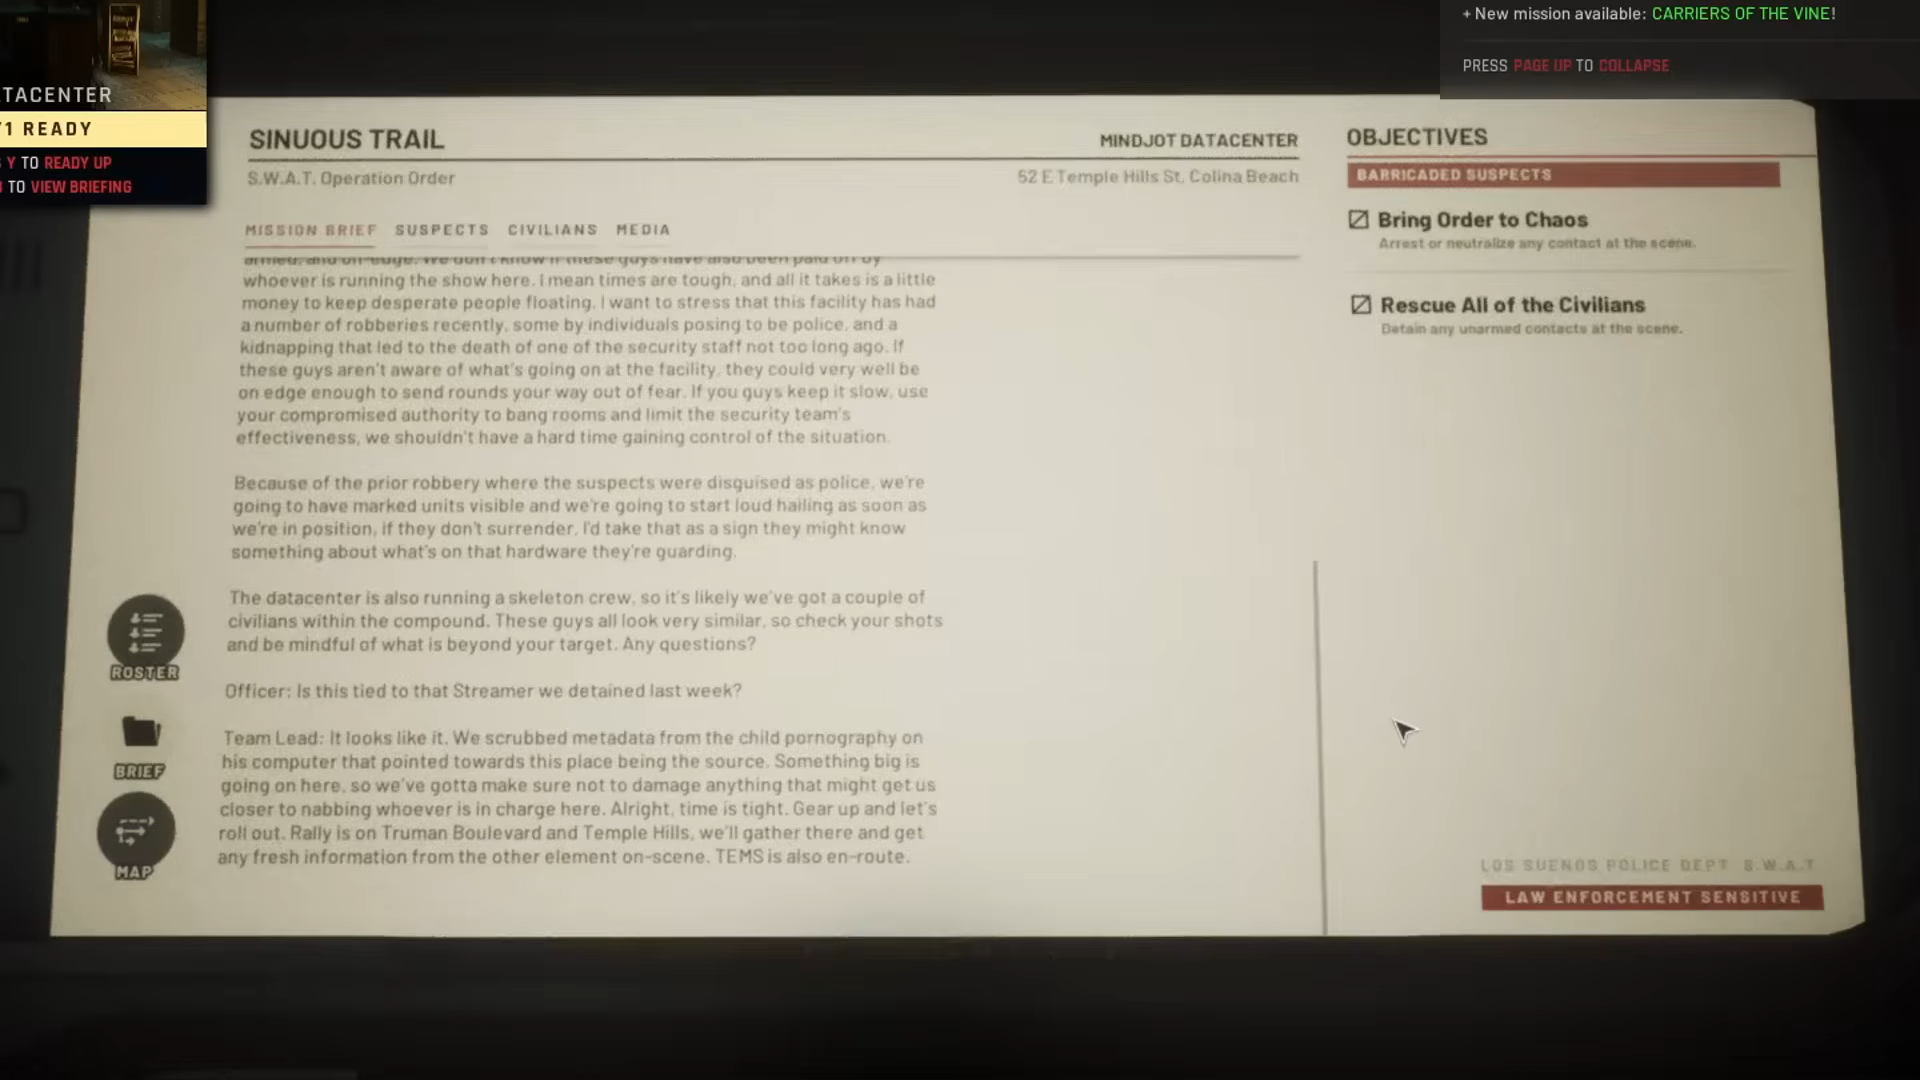 + New mission available: CARRIERS OF THE VINE!
PRESS PAGE UP TO COLLAPSE
TACENTER
1 READY
Y TO READY UP
TO VIEW BRIEFING
SINUOUS TRAIL
MINDJOT DATACENTER
S.W.A.T. Operation Order
52 E Temple Hills St, Colina Beach
MISSION BRIEF SUSPECTS CIVILIANS MEDIA
armed, and on-edge. We don't know if these guys have also been paid off by
whoever is running the show here. I mean times are tough, and all it takes is a little
money to keep desperate people floating. I want to stress that this facility has had
a number of robberies recently, some by individuals posing to be police, and a
kidnapping that led to the death of one of the security staff not too long ago. If
these guys aren't aware of what's going on at the facility, they could very well be
on edge enough to send rounds your way out of fear. If you guys keep it slow, use
your compromised authority to bang rooms and limit the security team's
effectiveness, we shouldn't have a hard time gaining control of the situation.
Because of the prior robbery where the suspects were disguised as police, we're
going to have marked units visible and we're going to start loud hailing as soon as
we're in position, if they don't surrender, I'd take that as a sign they might know
something about what's on that hardware they're guarding.
The datacenter is also running a skeleton crew, so it's likely we've got a couple of
civilians within the compound. These guys all look very similar, so check your shots
and be mindful of what is beyond your target. Any questions?
Officer: Is this tied to that Streamer we detained last week?
Team Lead: It looks like it. We scrubbed metadata from the child pornography on
his computer that pointed towards this place being the source. Something big is
going on here, so we've gotta make sure not to damage anything that might get us
closer to nabbing whoever is in charge here. Alright, time is tight. Gear up and let's
roll out. Rally is on Truman Boulevard and Temple Hills, we'll gather there and get
any fresh information from the other element on-scene. TEMS is also en-route.
OBJECTIVES
BARRICADED SUSPECTS
Bring Order to Chaos
Arrest or neutralize any contact at the scene.
Rescue All of the Civilians
Detain any unarmed contacts at the scene.
ROSTER
BRIEF
MAP
LOS SUENOS POLICE DEPT S.W.A.T
LAW ENFORCEMENT SENSITIVE